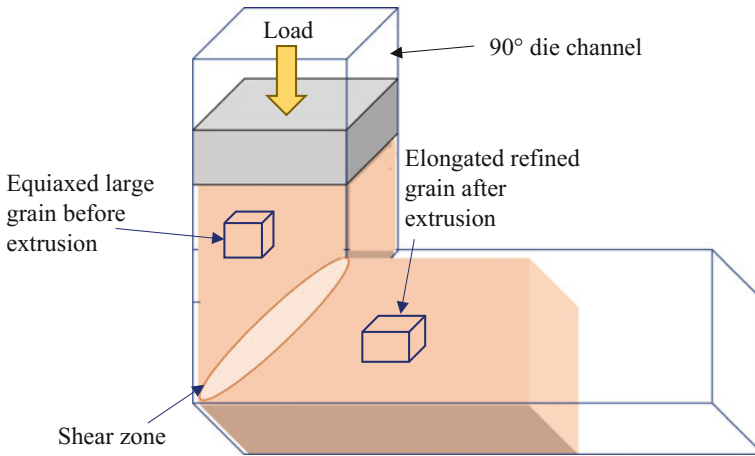 Load
90° die channel
Equiaxed large
grain before
extrusion
Elongated refined
grain after
extrusion
Shear zone